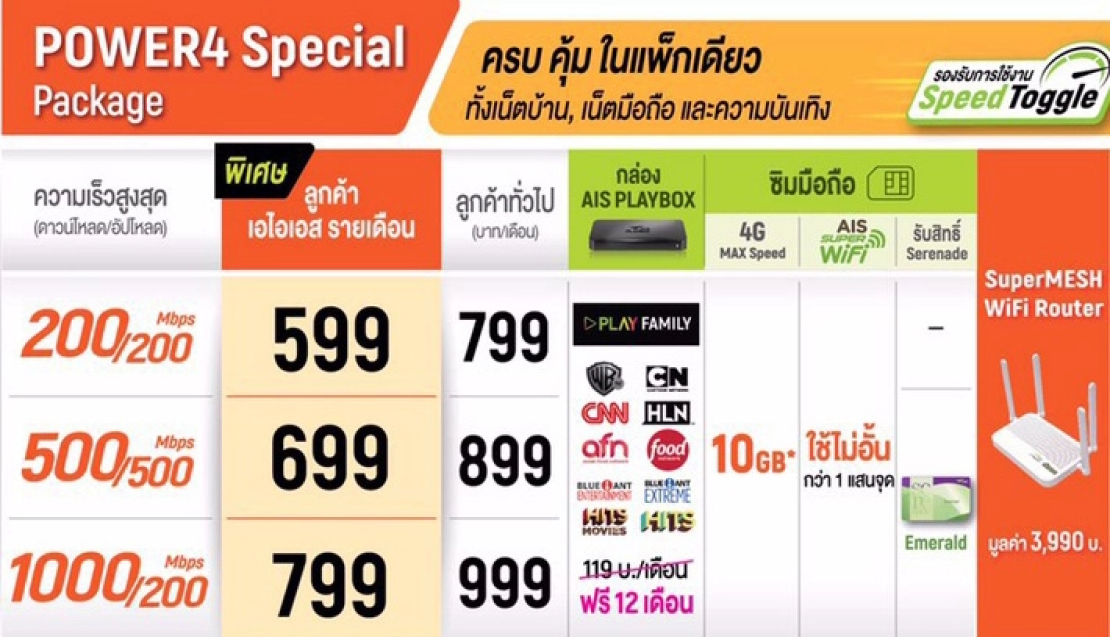 POWER4 Special
Package
ครบ คุ้ม ในแพ็กเดียว
ทั้งเน็ตบ้าน, เน็ตมือถือ และความบันเทิง
รองรับการใช้งาน
Speed Toggle
ความเร็วสูงสุด
(ดาวน์โหลด/อัปโหลด)
พิเศษ
ลูกค้า
เอไอเอส รายเดือน
ลูกค้าทั่วไป
(บาท/เดือน)
กล่อง
AIS PLAYBOX
ซิมมือถือ
4G
MAX Speed
AIS
SUPER
WiFi
รับสิทธิ์
Serenade
SuperMESH
WiFi Router
200/200 Mbps
599
799
PLAY FAMILY
WB
CN
CARTOON NETWORK
CNN
HLN
afn
food
network
BLUE ANT
ENTERTAINMENT
BLUE ANT
EXTREME
HITS
MOVIES
HITS
119 บ./เดือน
ฟรี 12 เดือน
10GB*
ใช้ไม่อั้น
กว่า 1 แสนจุด
–
500/500 Mbps
699
899
Emerald
มูลค่า 3,990 บ.
1000/200 Mbps
799
999